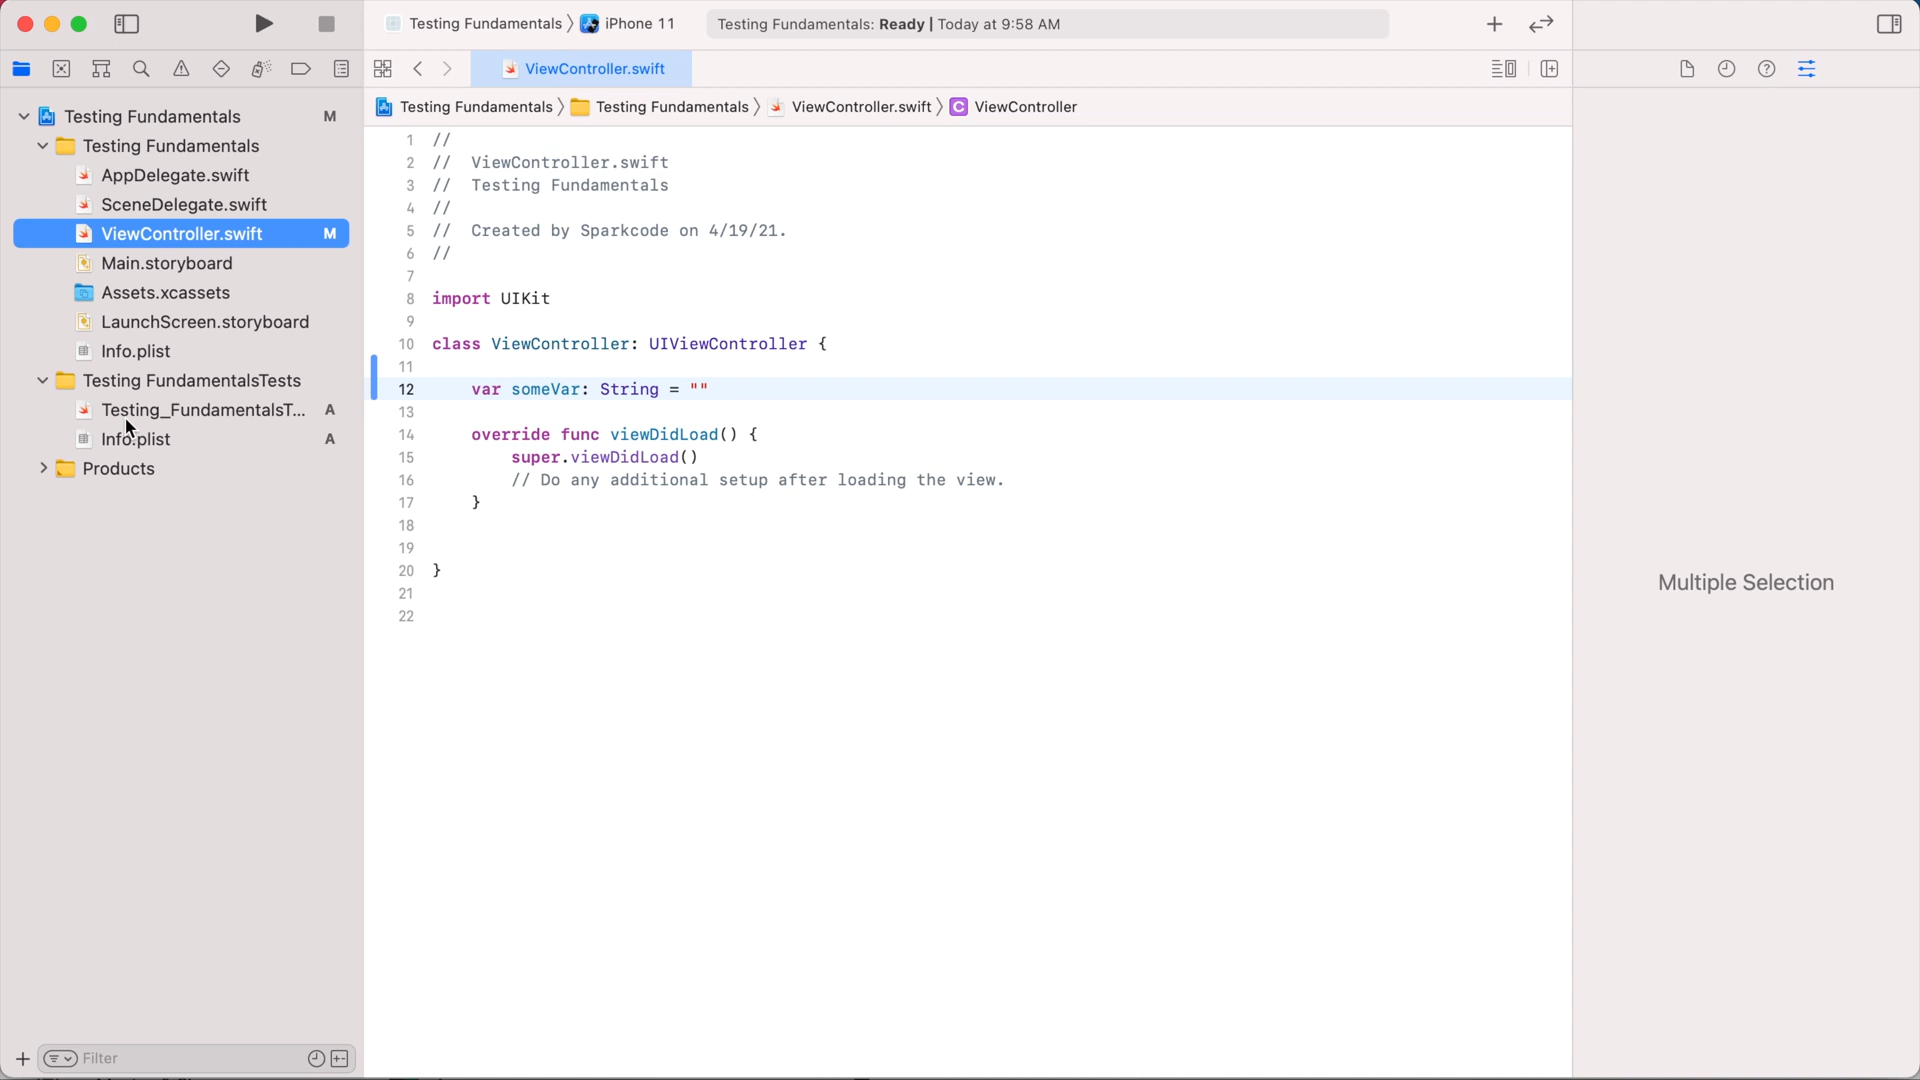 Testing Fundamentals 〉 iPhone 11
Testing Fundamentals: Ready | Today at 9:58 AM
ViewController.swift
Testing Fundamentals 〉 Testing Fundamentals 〉 ViewController.swift 〉 C ViewController
Testing Fundamentals M
Testing Fundamentals
AppDelegate.swift
SceneDelegate.swift
ViewController.swift M
Main.storyboard
Assets.xcassets
LaunchScreen.storyboard
Info.plist
Testing FundamentalsTests
Testing_FundamentalsT... A
Info.plist A
Products
Filter
1 //
2 //  ViewController.swift
3 //  Testing Fundamentals
4 //
5 //  Created by Sparkcode on 4/19/21.
6 //
7
8 import UIKit
9
10 class ViewController: UIViewController {
11
12     var someVar: String = ""
13
14     override func viewDidLoad() {
15         super.viewDidLoad()
16         // Do any additional setup after loading the view.
17     }
18
19
20 }
21
22
Multiple Selection